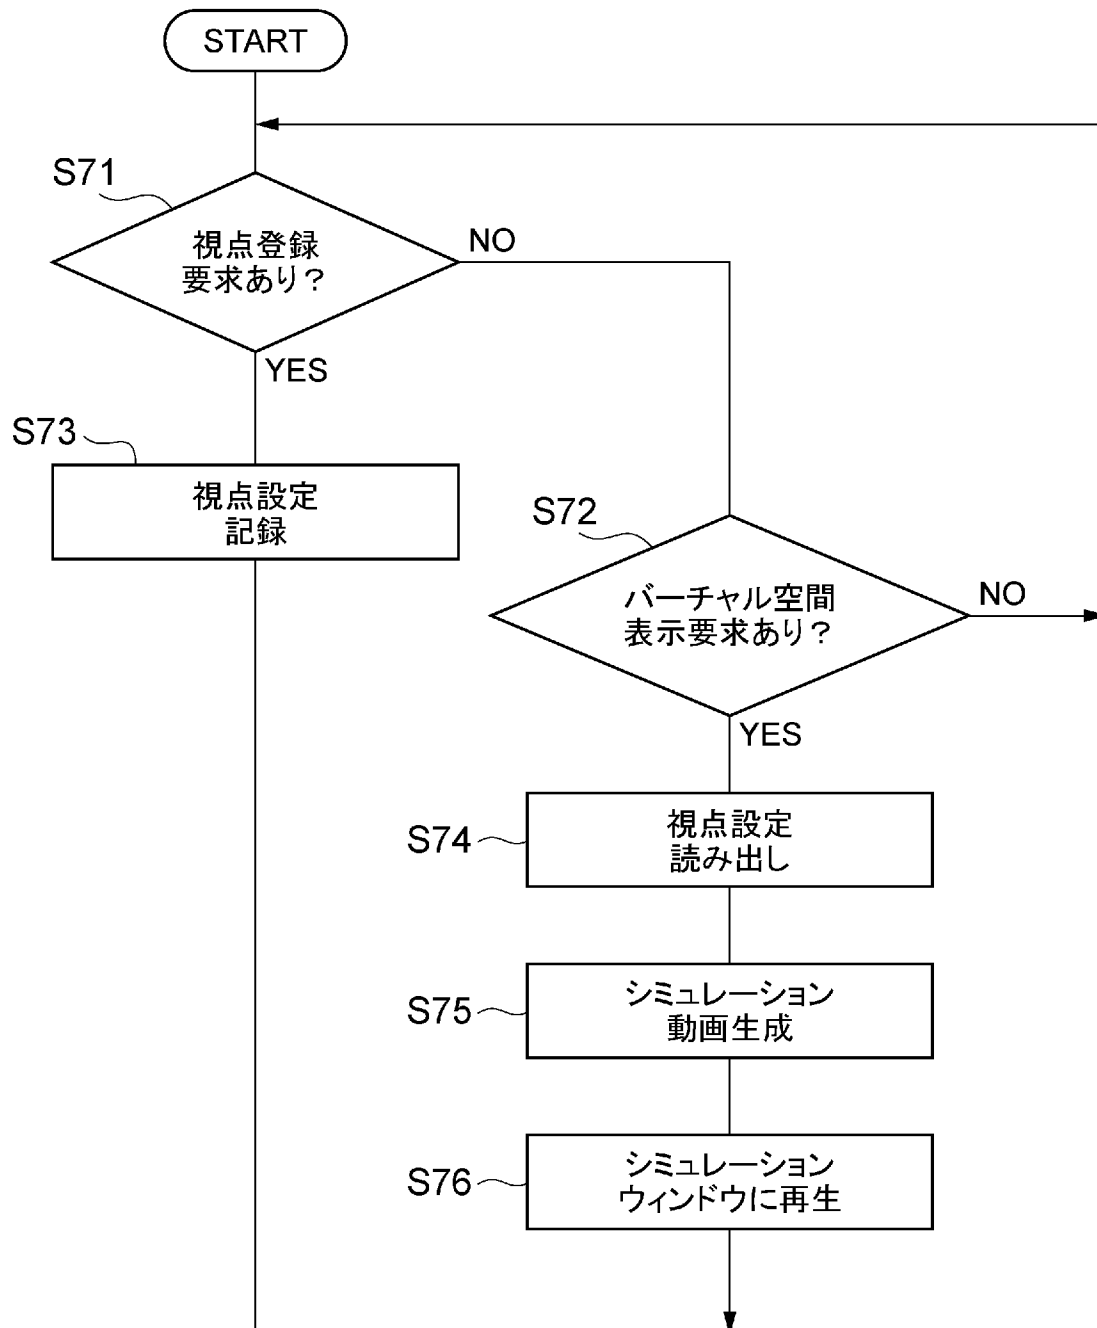 START
S71
視点登録
要求あり?
NO
YES
S73
視点設定
記録
S72
バーチャル空間
表示要求あり?
NO
YES
S74
視点設定
読み出し
S75
シミュレーション
動画生成
S76
シミュレーション
ウィンドウに再生